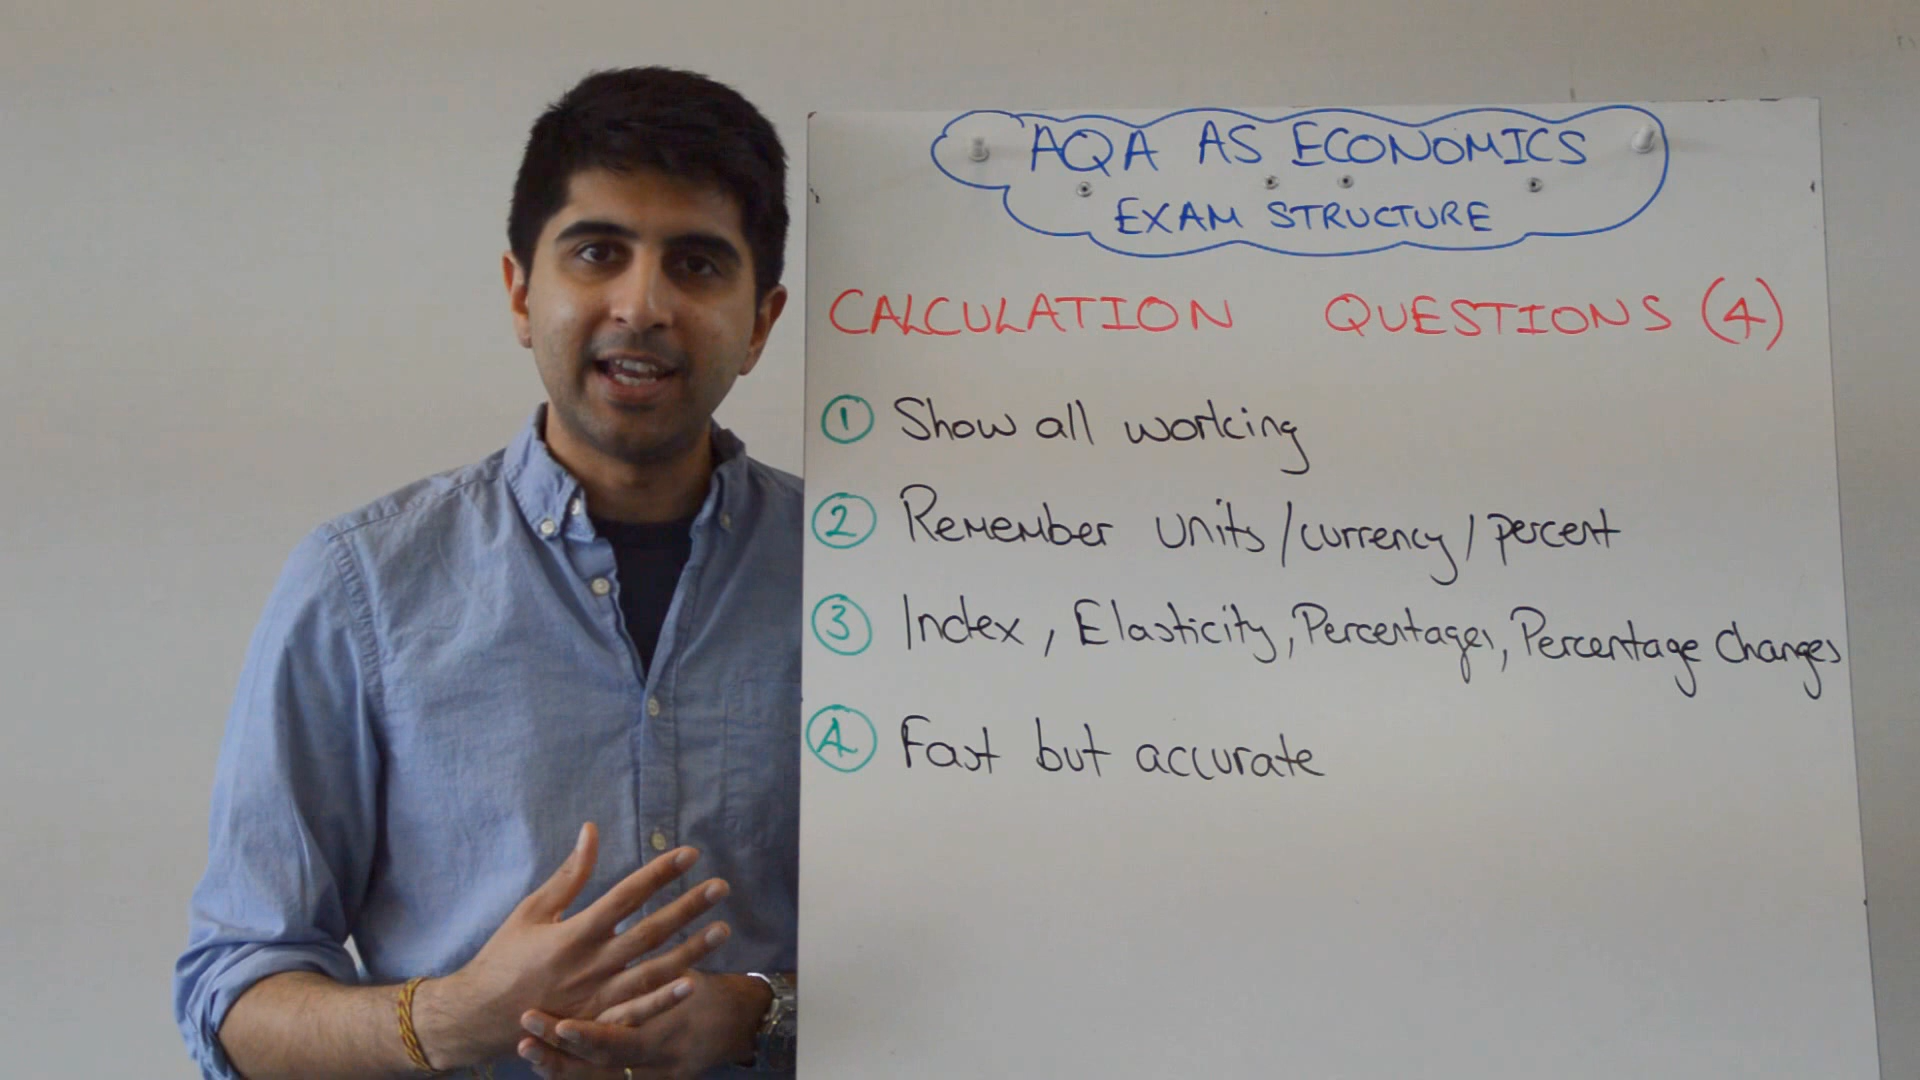 AQA AS ECONOMICS
EXAM STRUCTURE
CALCULATION QUESTIONS (4)
1 Show all working
2 Remember units/currency/percent
3 Index, Elasticity, Percentages, Percentage Changes
4 Fast but accurate